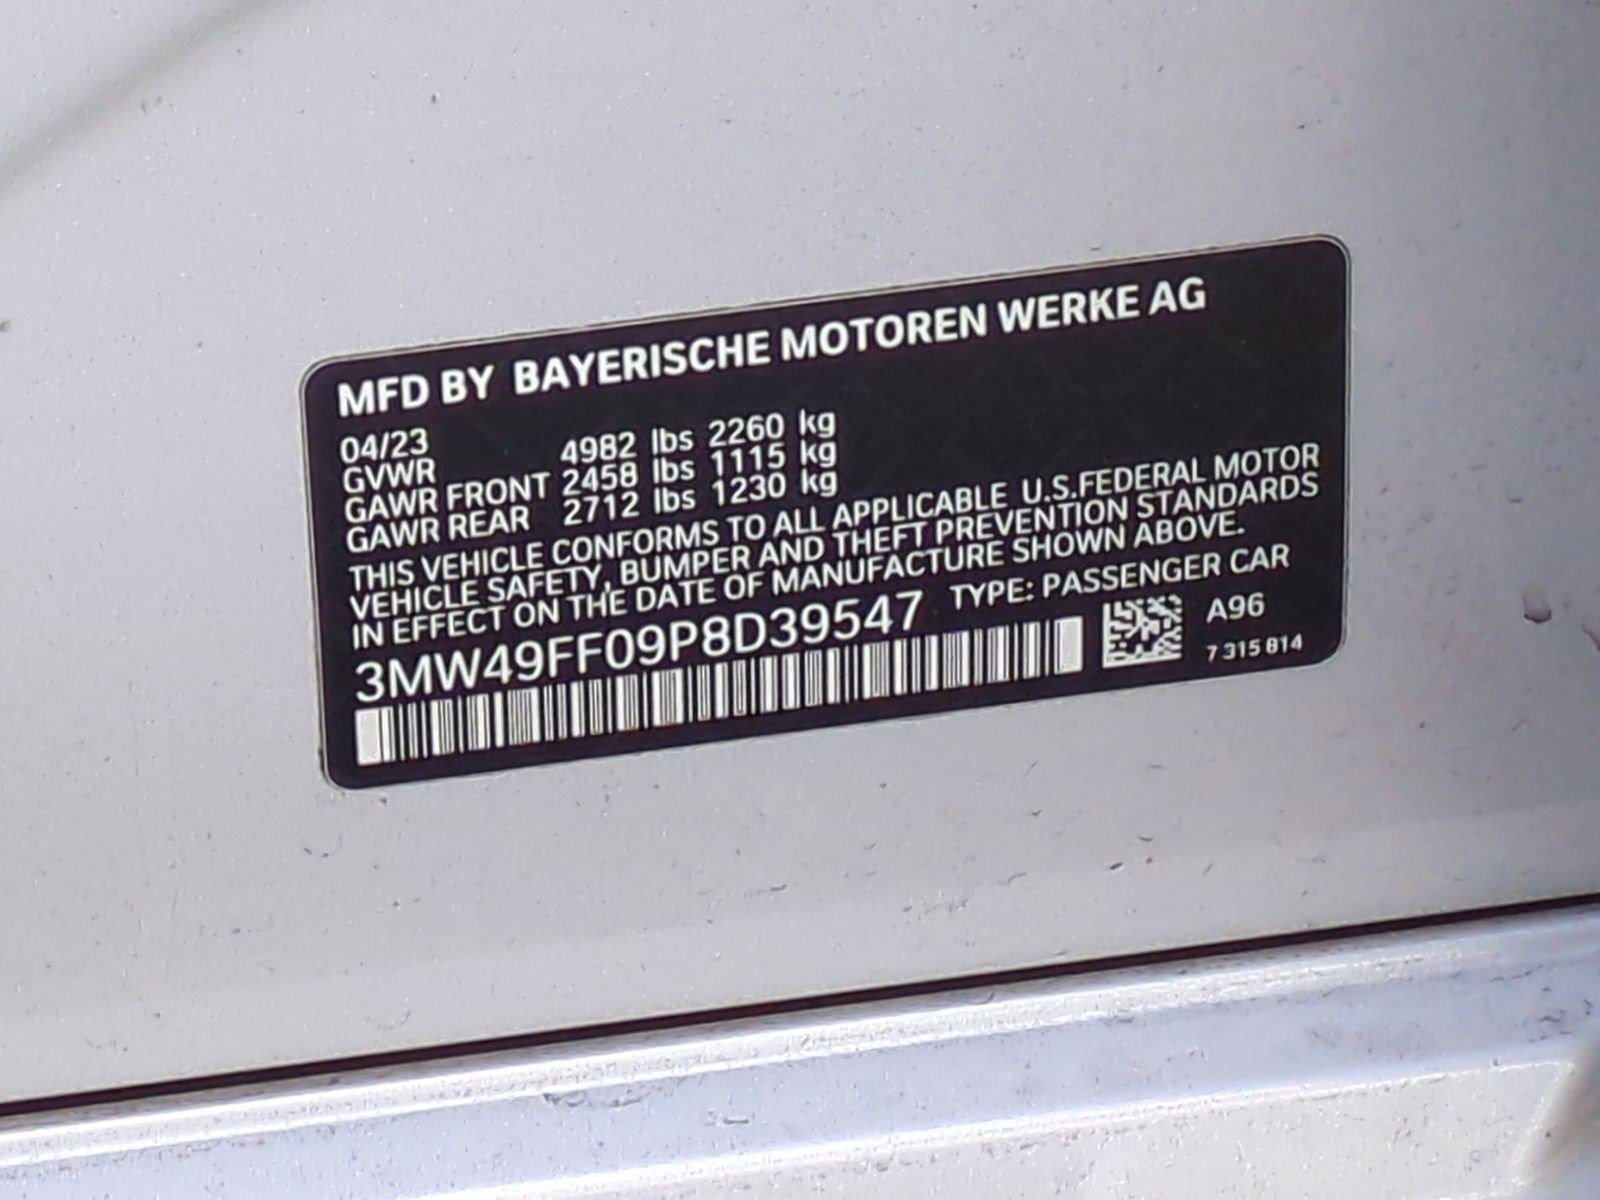 MFD BY BAYERISCHE MOTOREN WERKE AG
04/23
GVWR 4982 lbs 2260 kg
GAWR FRONT 2458 lbs 1115 kg
GAWR REAR 2712 lbs 1230 kg
THIS VEHICLE CONFORMS TO ALL APPLICABLE U.S.FEDERAL MOTOR
VEHICLE SAFETY, BUMPER AND THEFT PREVENTION STANDARDS
IN EFFECT ON THE DATE OF MANUFACTURE SHOWN ABOVE.
3MW49FF09P8D39547 TYPE: PASSENGER CAR
A96
7 315 814